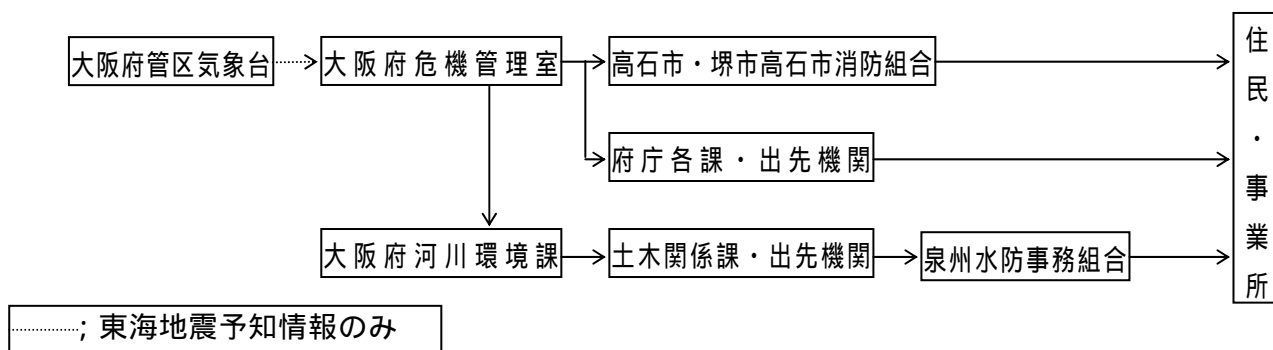 大阪府管区気象台
大阪府危機管理室
高石市・堺市高石市消防組合
府庁各課・出先機関
大阪府河川環境課
土木関係課・出先機関
泉州水防事務組合
住民・事業所
; 東海地震予知情報のみ